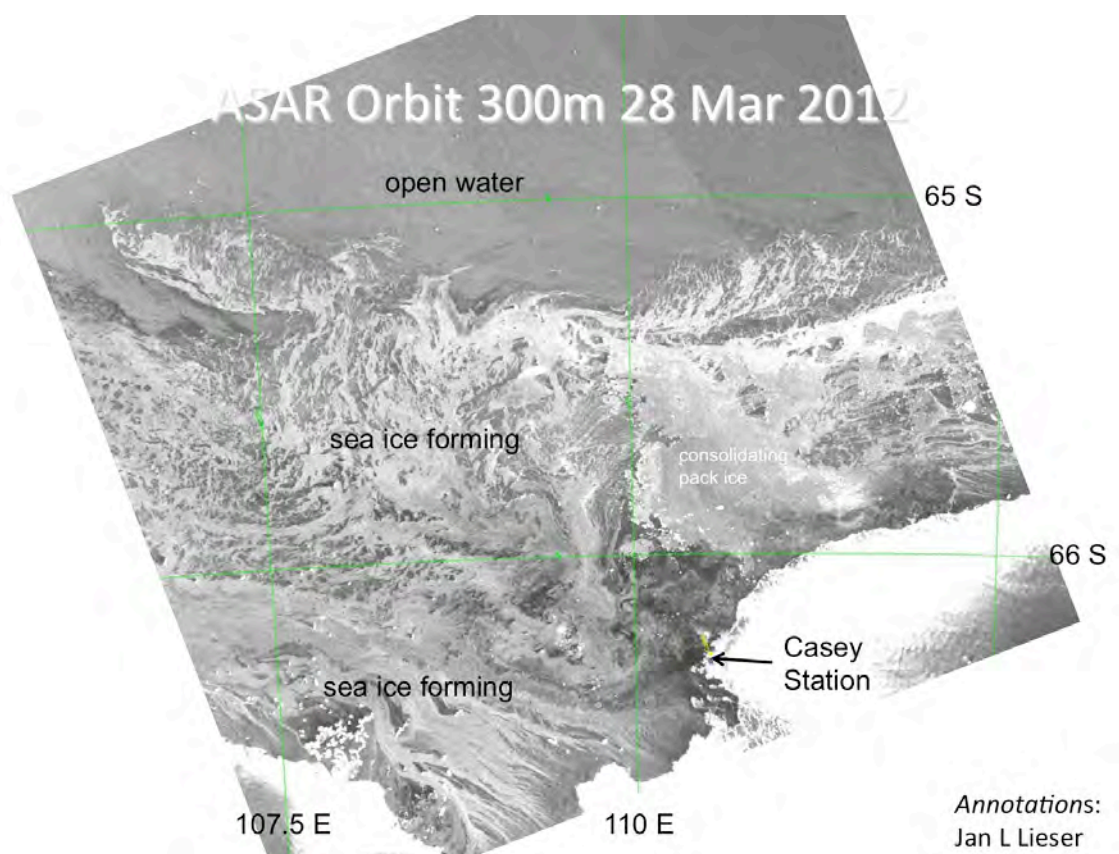 ASAR Orbit 300m 28 Mar 2012
open water
65 S
sea ice forming
consolidating
pack ice
66 S
Casey
Station
sea ice forming
107.5 E
110 E
Annotations:
Jan L Lieser